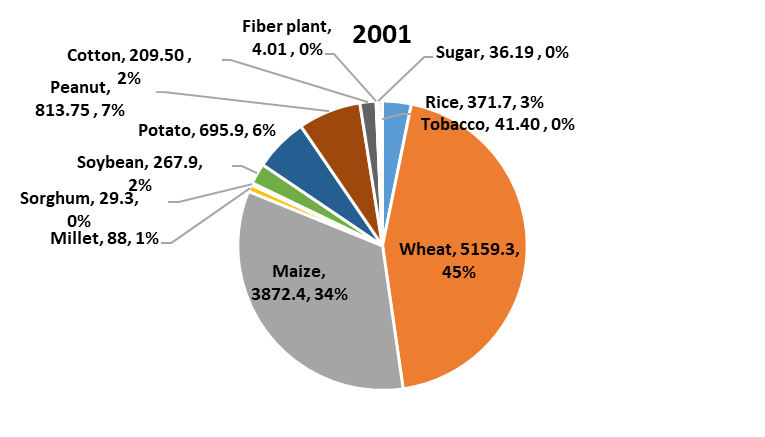 2001
Fiber plant,
4.01 , 0%
Sugar, 36.19 , 0%
Cotton, 209.50 ,
2%
Peanut,
813.75 , 7%
Rice, 371.7, 3%
Tobacco, 41.40 , 0%
Potato, 695.9, 6%
Soybean, 267.9,
2%
Sorghum, 29.3,
0%
Millet, 88, 1%
Wheat, 5159.3,
45%
Maize,
3872.4, 34%